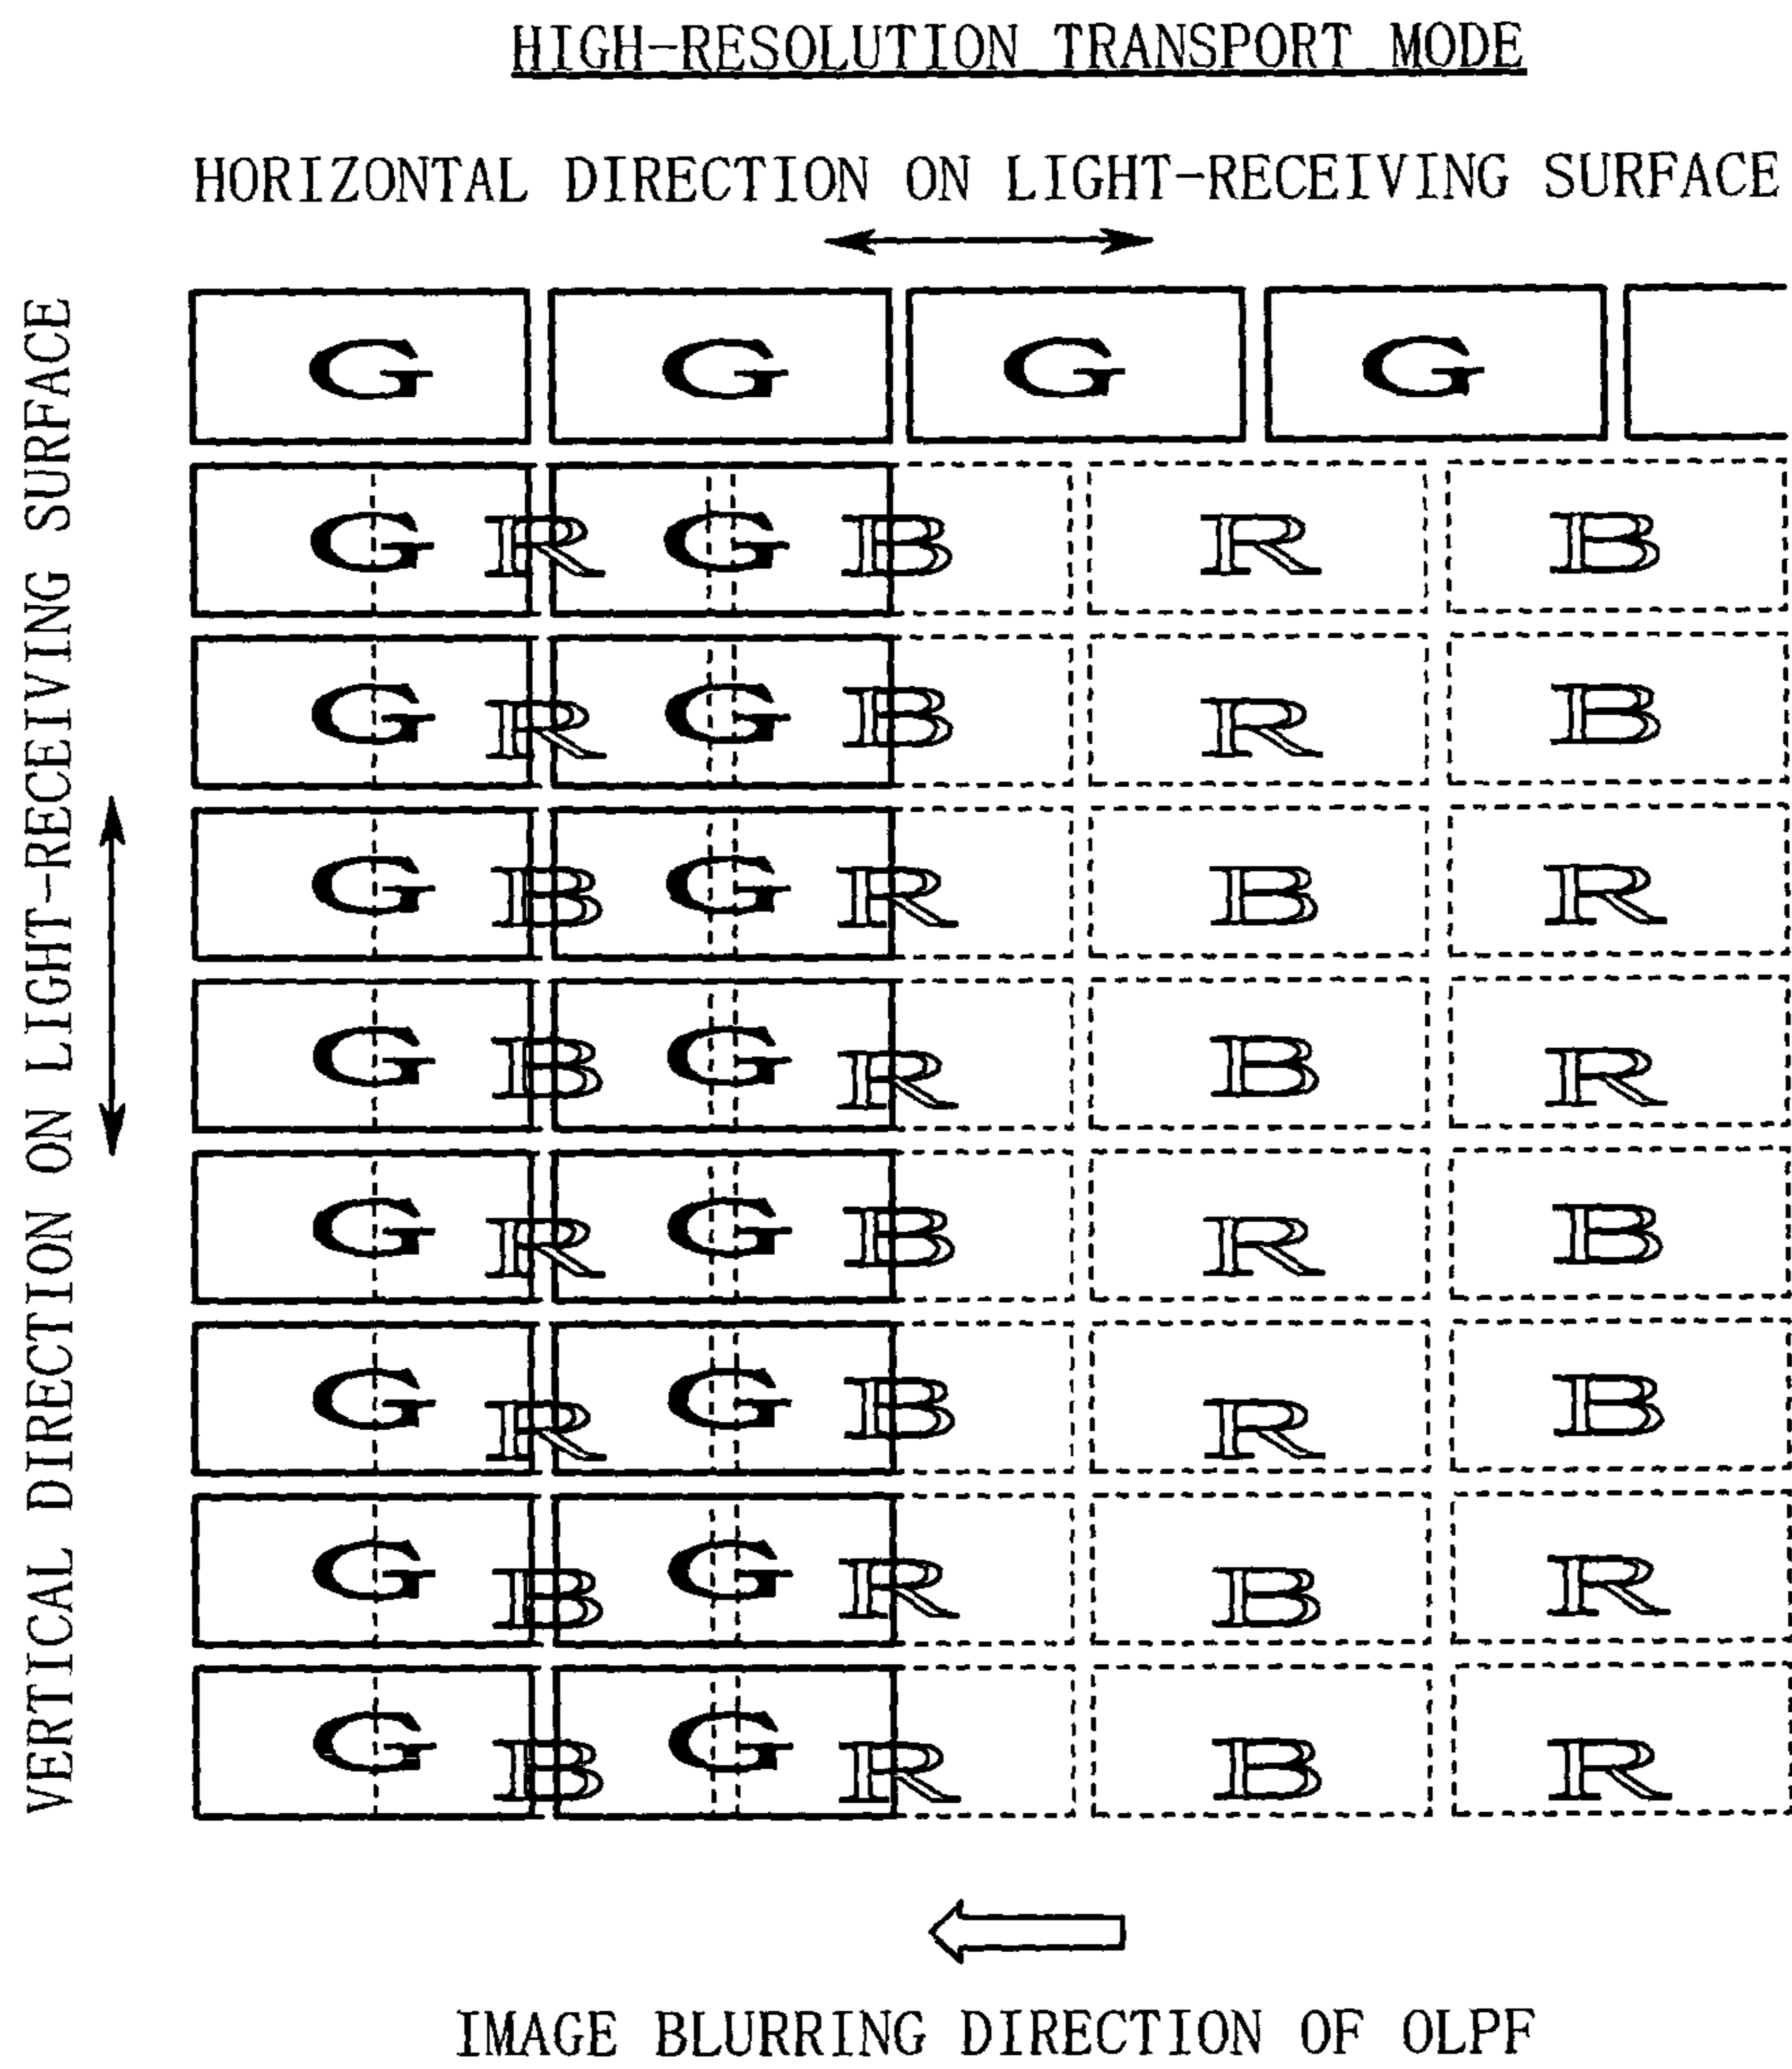 HIGH-RESOLUTION TRANSPORT MODE
HORIZONTAL DIRECTION ON LIGHT-RECEIVING SURFACE
VERTICAL DIRECTION ON LIGHT-RECEIVING SURFACE
G G G G
G R G B R B
G R G B R B
G B G R B R
G B G R B R
G R G B R B
G R G B R B
G B G R B R
G B G R B R
IMAGE BLURRING DIRECTION OF OLPF